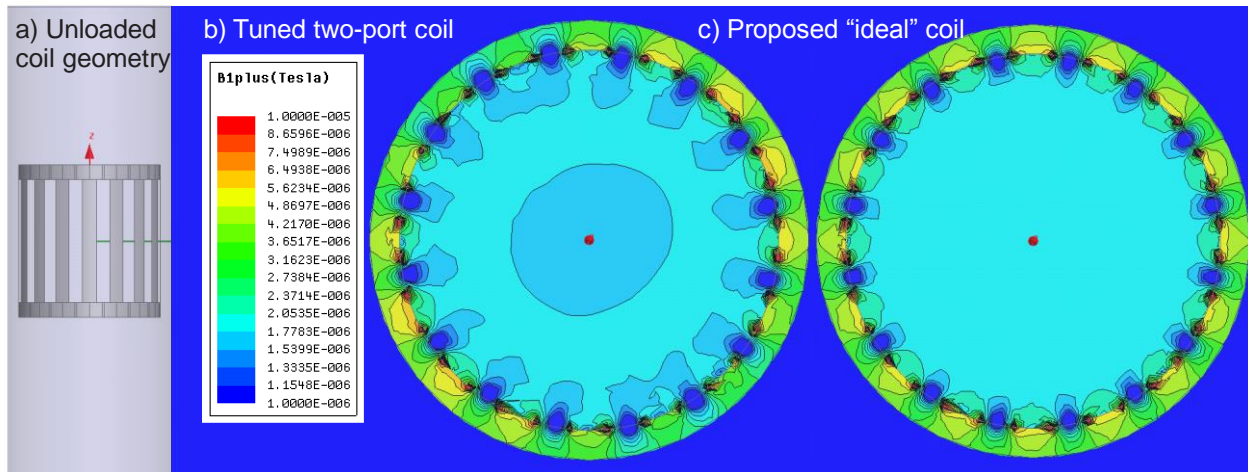 a) Unloaded
coil geometry
b) Tuned two-port coil
c) Proposed “ideal” coil
z
B1plus(Tesla)
1.0000E-005
8.6596E-006
7.4989E-006
6.4938E-006
5.6234E-006
4.8697E-006
4.2170E-006
3.6517E-006
3.1623E-006
2.7384E-006
2.3714E-006
2.0535E-006
1.7783E-006
1.5399E-006
1.3335E-006
1.1548E-006
1.0000E-006